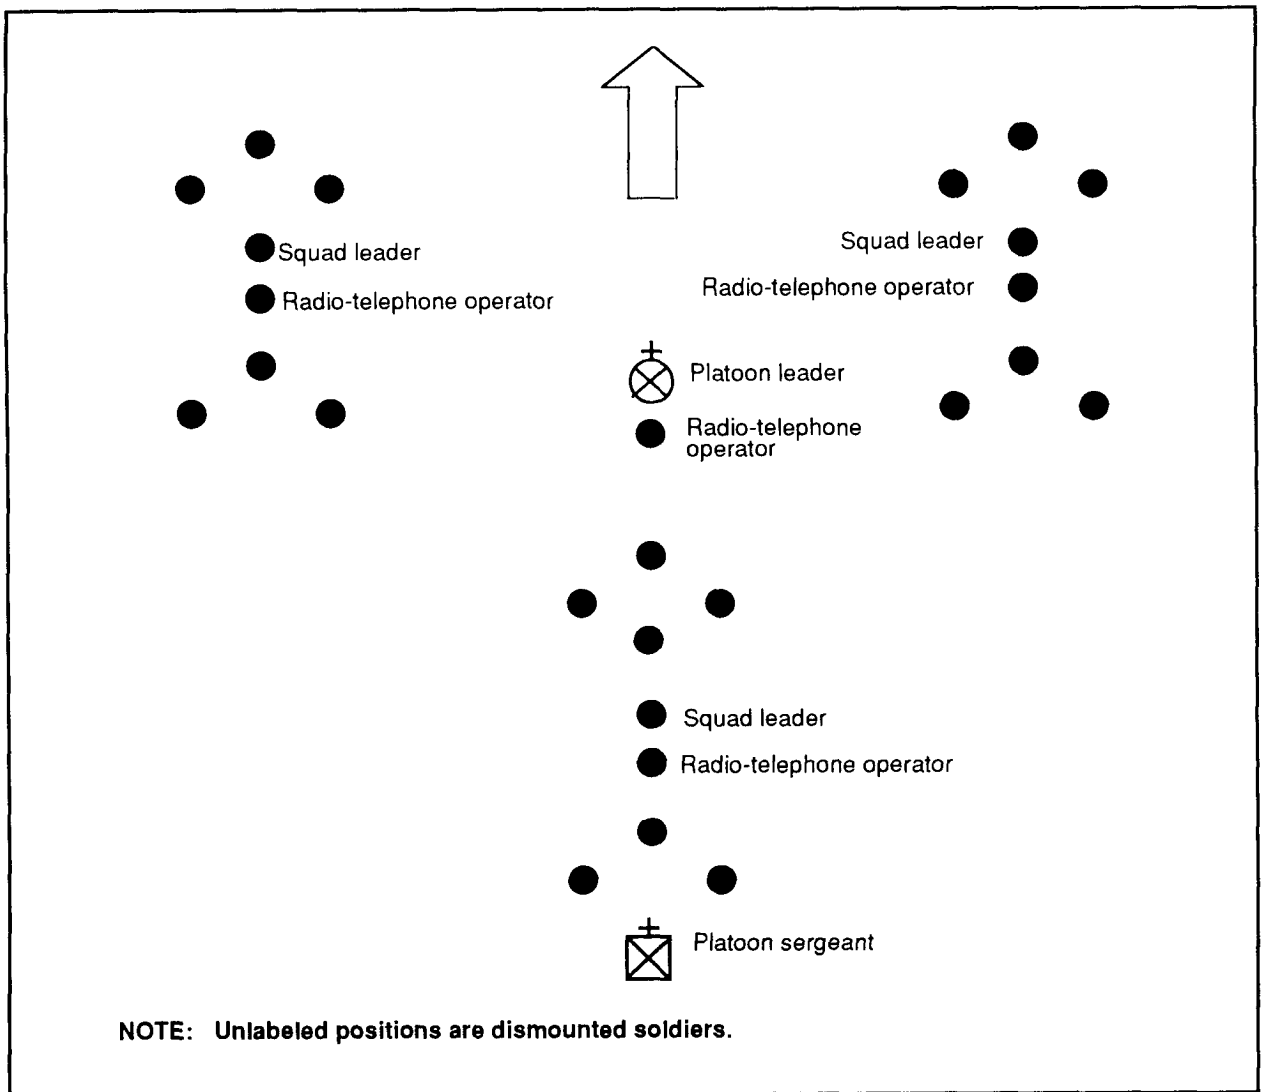 Squad leader
Radio-telephone operator
Squad leader
Radio-telephone operator
Platoon leader
Radio-telephone
operator
Squad leader
Radio-telephone operator
Platoon sergeant
NOTE: Unlabeled positions are dismounted soldiers.